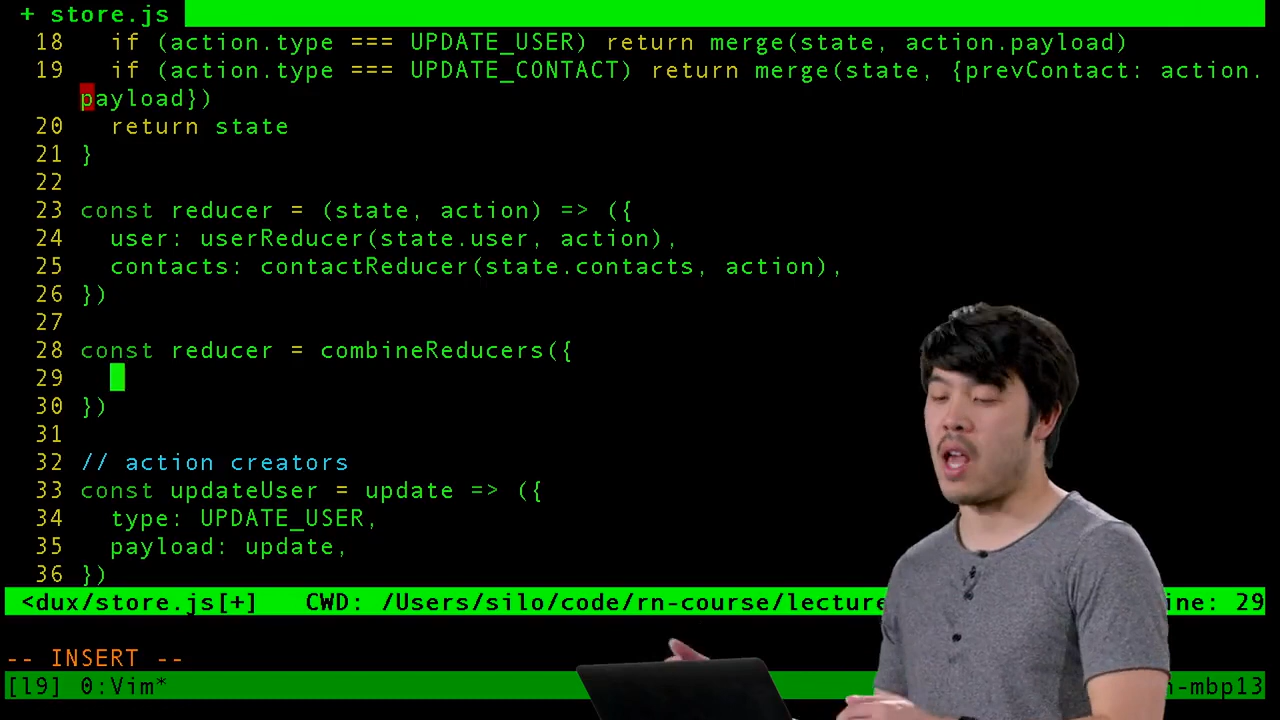 + store.js
18 if (action.type === UPDATE_USER) return merge(state, action.payload)
19 if (action.type === UPDATE_CONTACT) return merge(state, {prevContact: action.
payload})
20 return state
21 }
22
23 const reducer = (state, action) => ({
24 user: userReducer(state.user, action),
25 contacts: contactReducer(state.contacts, action),
26 })
27
28 const reducer = combineReducers({
29
30 })
31
32 // action creators
33 const updateUser = update => ({
34 type: UPDATE_USER,
35 payload: update,
36 })
<dux/store.js[+] CWD: /Users/silo/code/rn-course/lecture ine: 29
-- INSERT --
[l9] 0:Vim* -mbp13